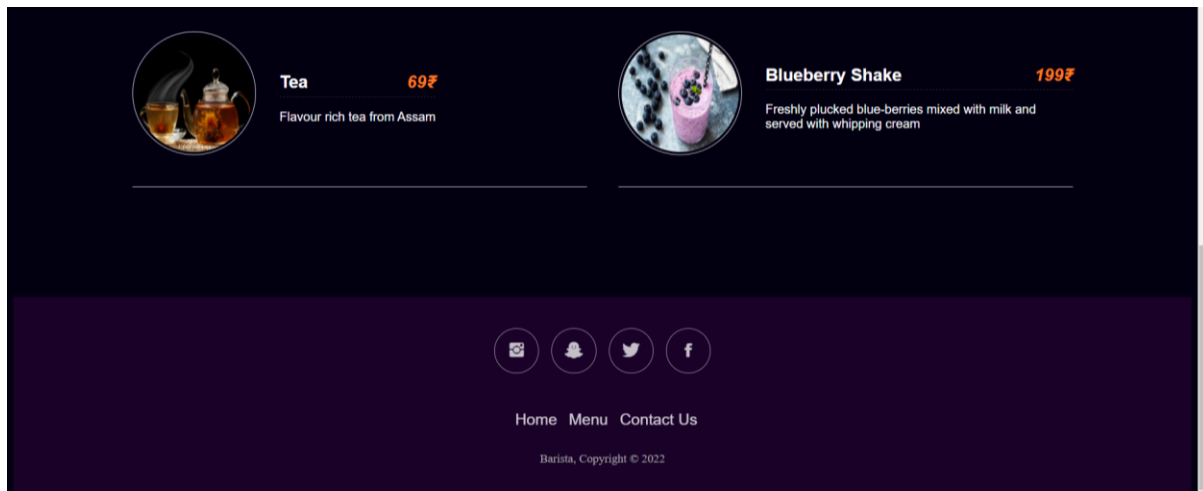 Tea 69₹
Flavour rich tea from Assam
Blueberry Shake 199₹
Freshly plucked blue-berries mixed with milk and
served with whipping cream
Home Menu Contact Us
Barista, Copyright © 2022